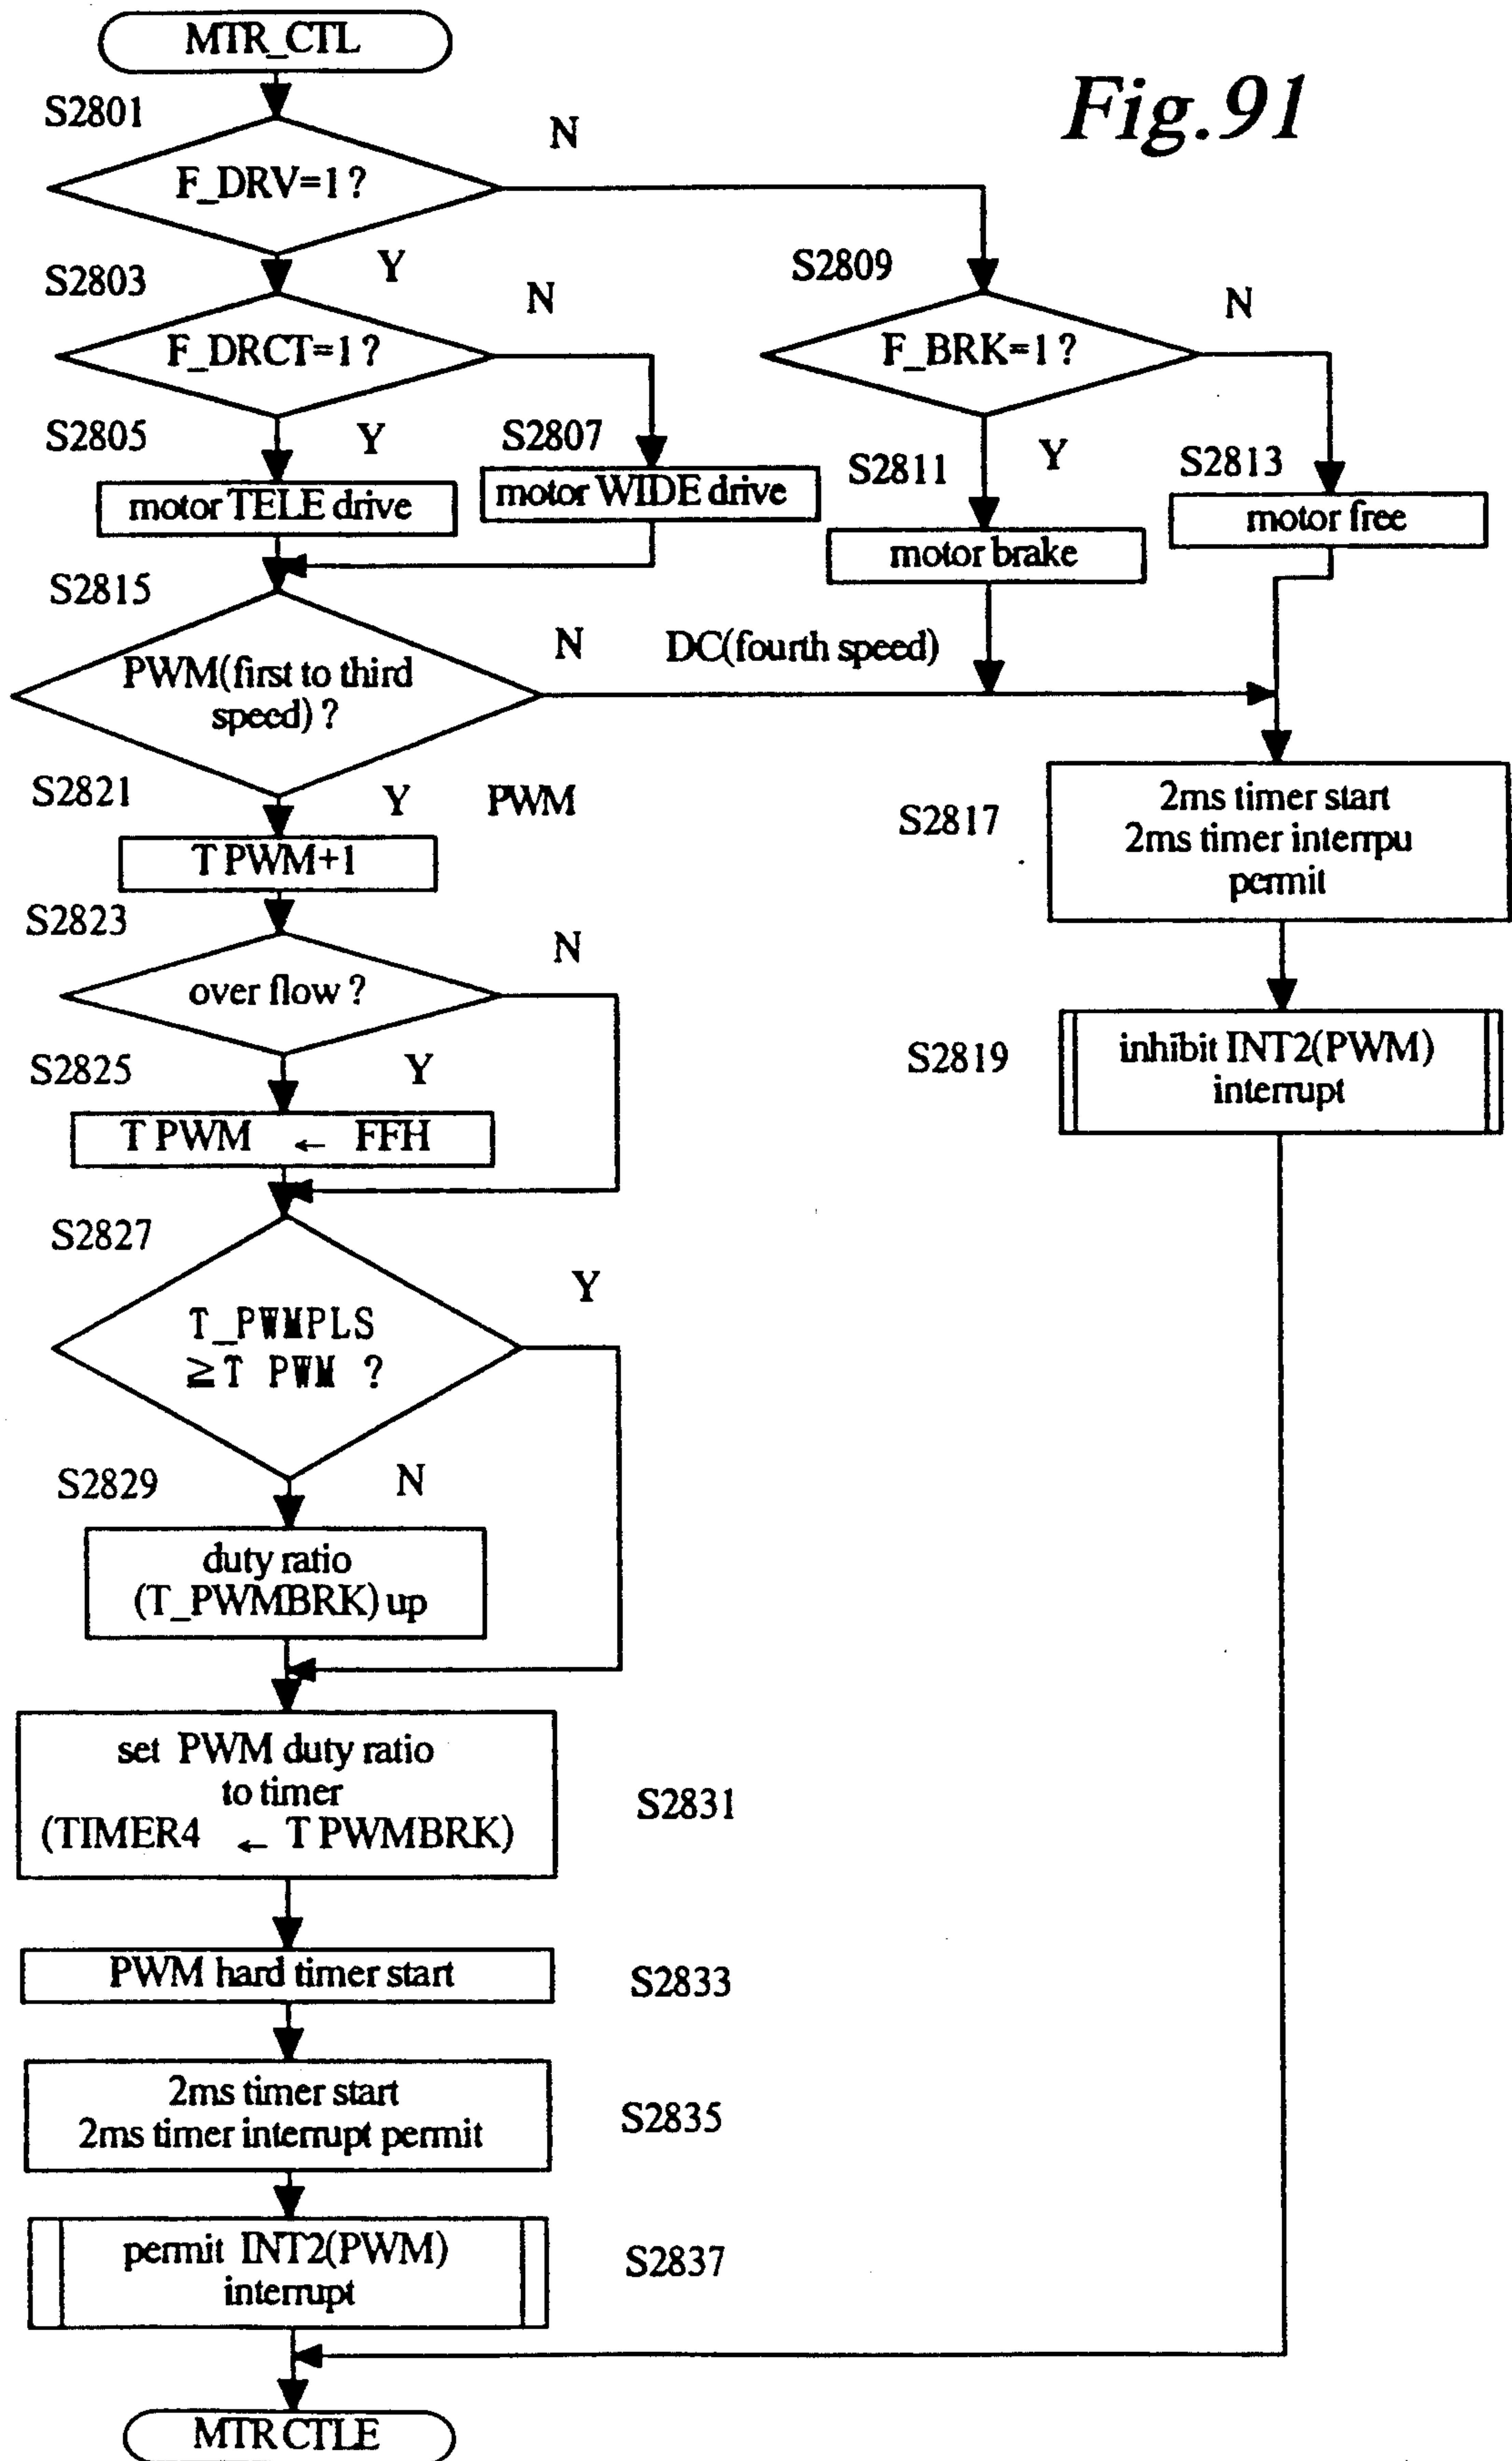 MTR_CTL
Fig.91
S2801
N
F_DRV=1?
S2803
Y
N
S2809
N
F_DRCT=1?
F_BRK=1?
S2805
Y
S2807
S2811
Y
S2813
motor TELE drive
motor WIDE drive
motor brake
motor free
S2815
N
DC(fourth speed)
PWM(first to third
speed)?
S2821
Y
PWM
T PWM+1
S2817
2ms timer start
2ms timer interrpu
permit
S2823
N
over flow?
S2825
Y
T PWM ← FFH
S2819
inhibit INT2(PWM)
interrupt
S2827
Y
T_PWMPLS
≧T PWM ?
S2829
N
duty ratio
(T_PWMBRK) up
set PWM duty ratio
to timer
(TIMER4 ← T PWMBRK)
S2831
PWM hard timer start
S2833
2ms timer start
2ms timer interrupt permit
S2835
permit INT2(PWM)
interrupt
S2837
MTR CTLE